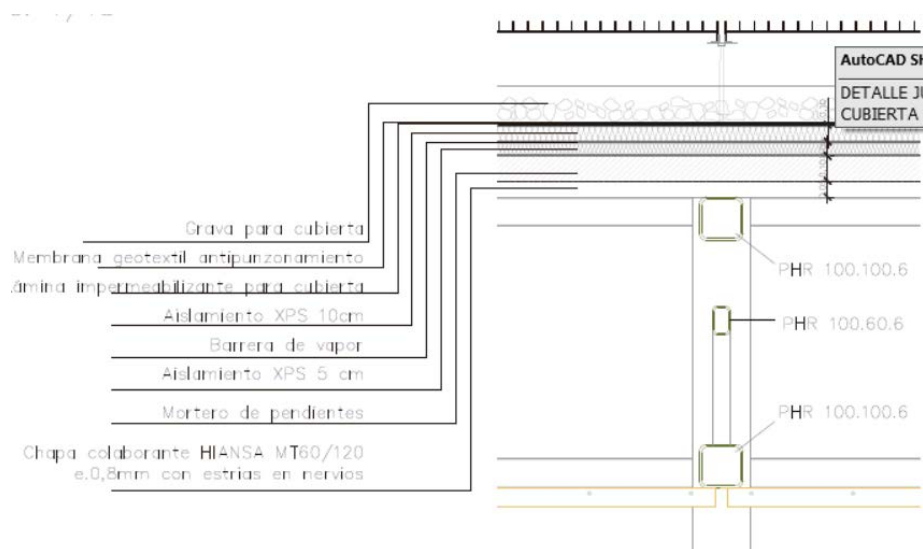 AutoCAD SH
DETALLE JU
CUBIERTA
Grava para cubierta
Membrana geotextil antipunzonamiento
ámina impermeabilizante para cubierta
Aislamiento XPS 10cm
Barrera de vapor
Aislamiento XPS 5 cm
Mortero de pendientes
Chapa colaborante HIANSA MT60/120
e.0,8mm con estrias en nervios
PHR 100.100.6
PHR 100.60.6
PHR 100.100.6